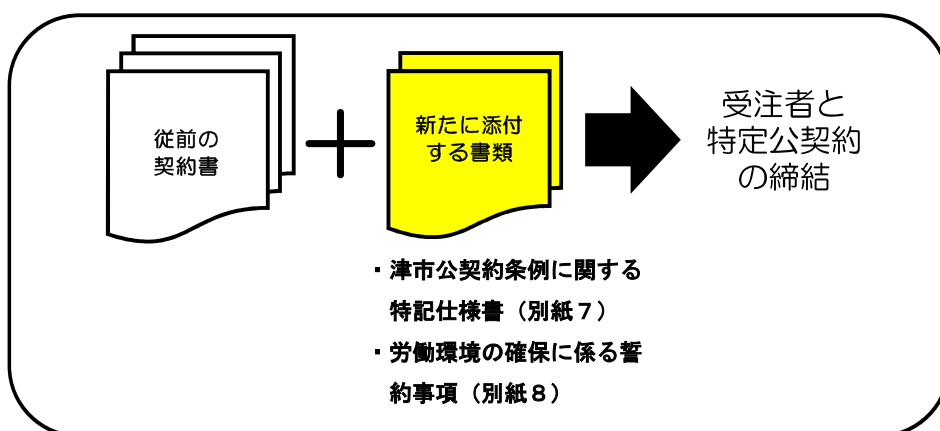 従前の
契約書
新たに添付
する書類
受注者と
特定公契約
の締結
・津市公契約条例に関する
特記仕様書（別紙７）
・労働環境の確保に係る誓
約事項（別紙８）